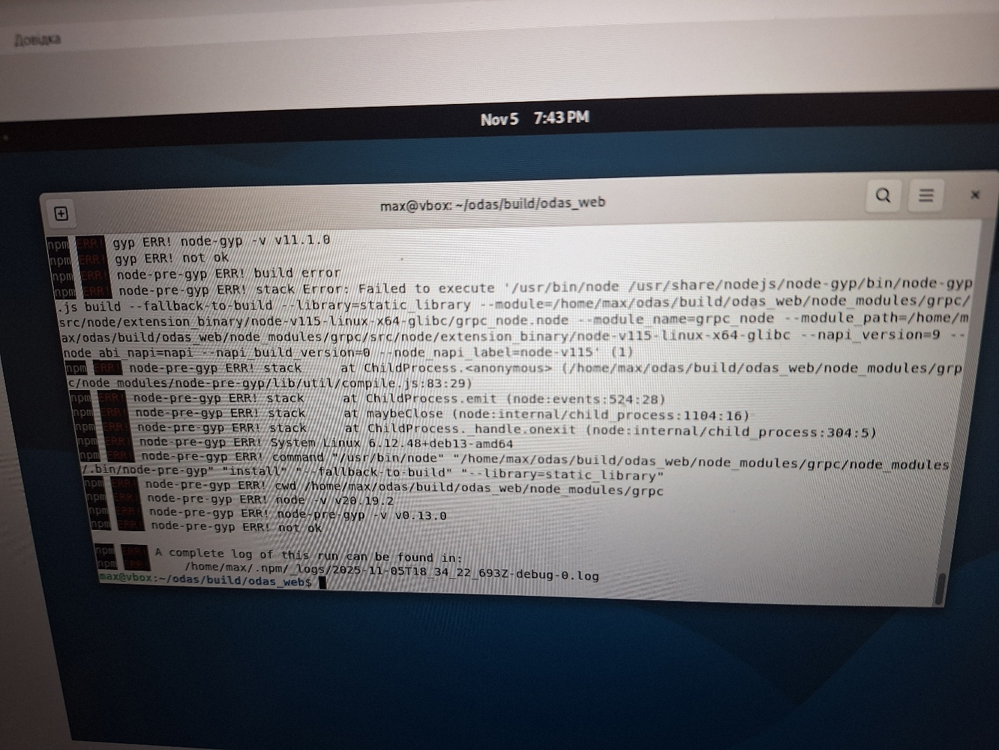 Довідка
Nov 5 7:43 PM
max@vbox: ~/odas/build/odas_web
npm ERR! gyp ERR! node-gyp -v v11.1.0
npm ERR! gyp ERR! not ok
npm ERR! node-pre-gyp ERR! build error
npm ERR! node-pre-gyp ERR! stack Error: Failed to execute '/usr/bin/node /usr/share/nodejs/node-gyp/bin/node-gyp
.js build --fallback-to-build --library=static_library --module=/home/max/odas/build/odas_web/node_modules/grpc/
src/node/extension_binary/node-v115-linux-x64-glibc/grpc_node.node --module_name=grpc_node --module_path=/home/m
ax/odas/build/odas_web/node_modules/grpc/src/node/extension_binary/node-v115-linux-x64-glibc --napi_version=9 --
node_abi_napi=napi --napi_build_version=0 --node_napi_label=node-v115' (1)
npm ERR! node-pre-gyp ERR! stack     at ChildProcess.<anonymous> (/home/max/odas/build/odas_web/node_modules/grp
c/node_modules/node-pre-gyp/lib/util/compile.js:83:29)
npm ERR! node-pre-gyp ERR! stack     at ChildProcess.emit (node:events:524:28)
npm ERR! node-pre-gyp ERR! stack     at maybeClose (node:internal/child_process:1104:16)
npm ERR! node-pre-gyp ERR! stack     at ChildProcess._handle.onexit (node:internal/child_process:304:5)
npm ERR! node-pre-gyp ERR! System Linux 6.12.48+deb13-amd64
npm ERR! node-pre-gyp ERR! command "/usr/bin/node" "/home/max/odas/build/odas_web/node_modules/grpc/node_modules
/.bin/node-pre-gyp" "install" "--fallback-to-build" "--library=static_library"
npm ERR! node-pre-gyp ERR! cwd /home/max/odas/build/odas_web/node_modules/grpc
npm ERR! node-pre-gyp ERR! node -v v20.19.2
npm ERR! node-pre-gyp ERR! node-pre-gyp -v v0.13.0
npm ERR! node-pre-gyp ERR! not ok
npm ERR! A complete log of this run can be found in:
npm ERR!     /home/max/.npm/_logs/2025-11-05T18_34_22_693Z-debug-0.log
max@vbox:~/odas/build/odas_web$